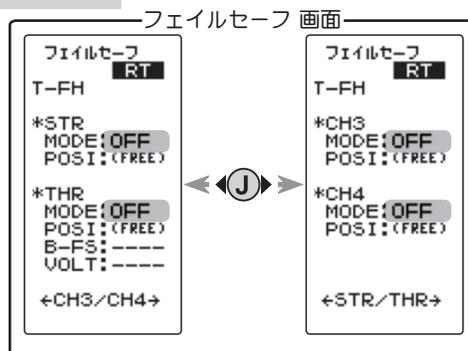 フェイルセーフ 画面
フェイルセーフ
RT
T-FH
*STR
MODE:OFF
POSI:(FREE)
*THR
MODE:OFF
POSI:(FREE)
B-FS:----
VOLT:----
←CH3/CH4→
J
フェイルセーフ
RT
T-FH
*CH3
MODE:OFF
POSI:(FREE)
*CH4
MODE:OFF
POSI:(FREE)
←STR/THR→